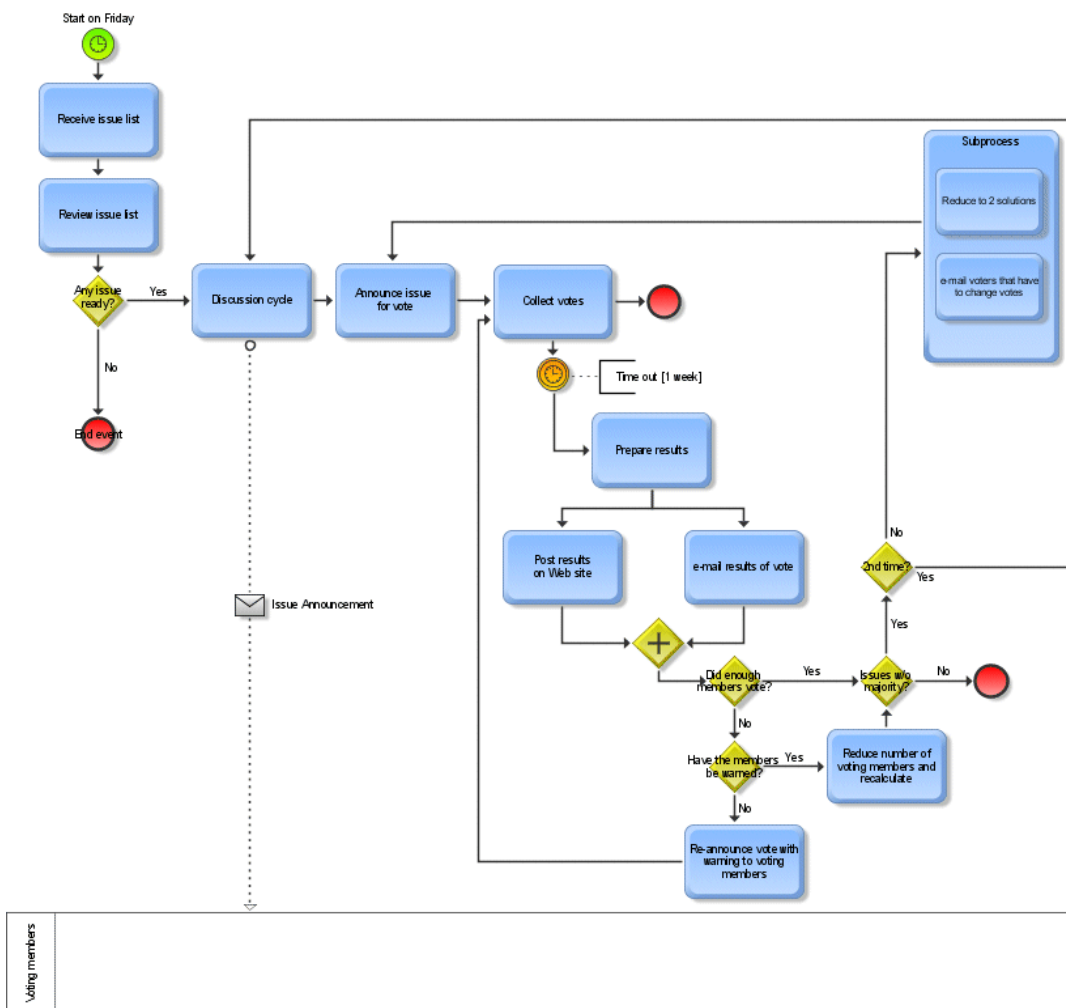 Start on Friday
Receive issue list
Subprocess
Reduce to 2 solutions
Review issue list
Any issue
ready?
Yes
Discussion cycle
Announce issue
for vote
Collect votes
e-mail voters that have
to change votes
No
Time out [1 week]
End event
Prepare results
No
Post results
on Web site
e-mail results of vote
2nd time?
Yes
Issue Announcement
Yes
Did enough
members vote?
Yes
Issues w/o
majority?
No
No
Have the members
be warned?
Yes
Reduce number of
voting members and
recalculate
No
Re-announce vote with
warning to voting
members
Voting members